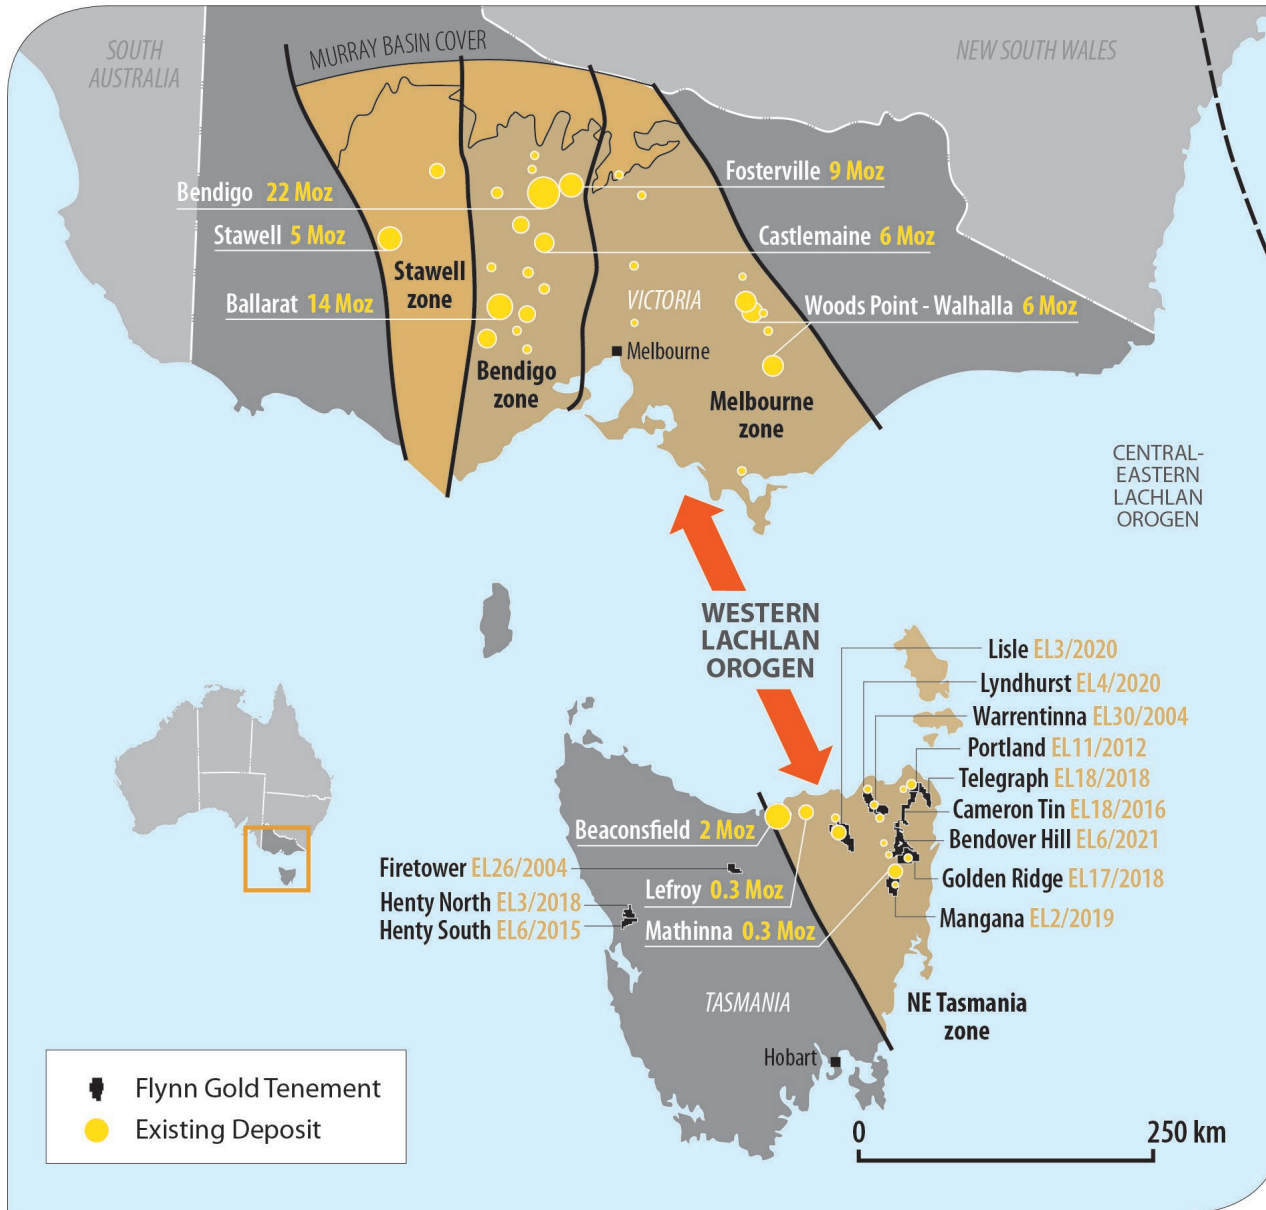 SOUTH
AUSTRALIA
MURRAY BASIN COVER
NEW SOUTH WALES
Bendigo 22 Moz
Fosterville 9 Moz
Stawell 5 Moz
Castlemaine 6 Moz
Stawell
zone
Ballarat 14 Moz
VICTORIA
Woods Point - Walhalla 6 Moz
Melbourne
Bendigo
zone
Melbourne
zone
CENTRAL-
EASTERN
LACHLAN
OROGEN
WESTERN
LACHLAN
OROGEN
Lisle EL3/2020
Lyndhurst EL4/2020
Warrentinna EL30/2004
Portland EL11/2012
Telegraph EL18/2018
Cameron Tin EL18/2016
Bendover Hill EL6/2021
Golden Ridge EL17/2018
Mangana EL2/2019
Beaconsfield 2 Moz
Firetower EL26/2004
Lefroy 0.3 Moz
Henty North EL3/2018
Henty South EL6/2015
Mathinna 0.3 Moz
TASMANIA
NE Tasmania
zone
Hobart
Flynn Gold Tenement
Existing Deposit
0 250 km